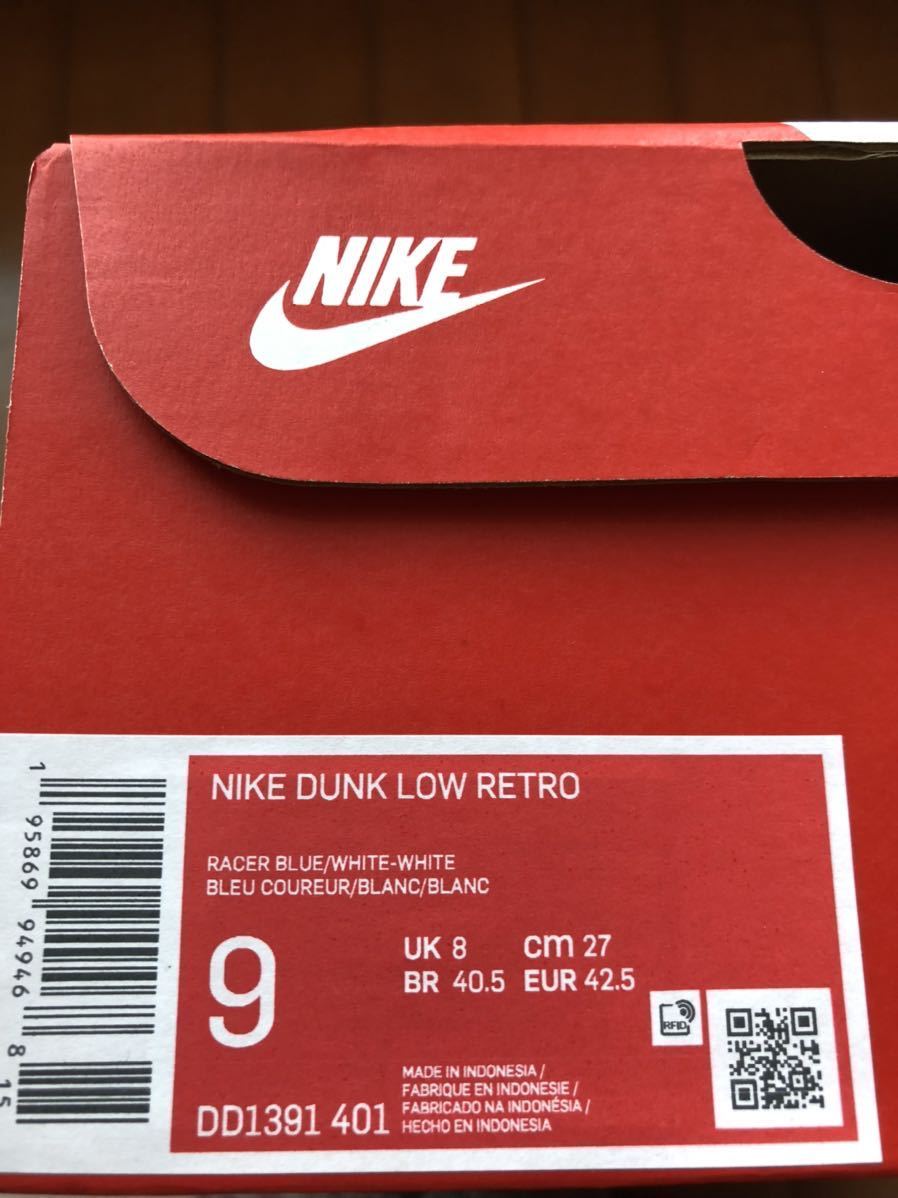 NIKE
NIKE DUNK LOW RETRO
RACER BLUE/WHITE-WHITE
BLEU COUREUR/BLANC/BLANC
9
UK 8 cm 27
BR 40.5 EUR 42.5
RFID
DD1391 401
MADE IN INDONESIA /
FABRIQUE EN INDONESIE /
FABRICADO NA INDONÉSIA /
HECHO EN INDONESIA
1 95869 94946 8 15